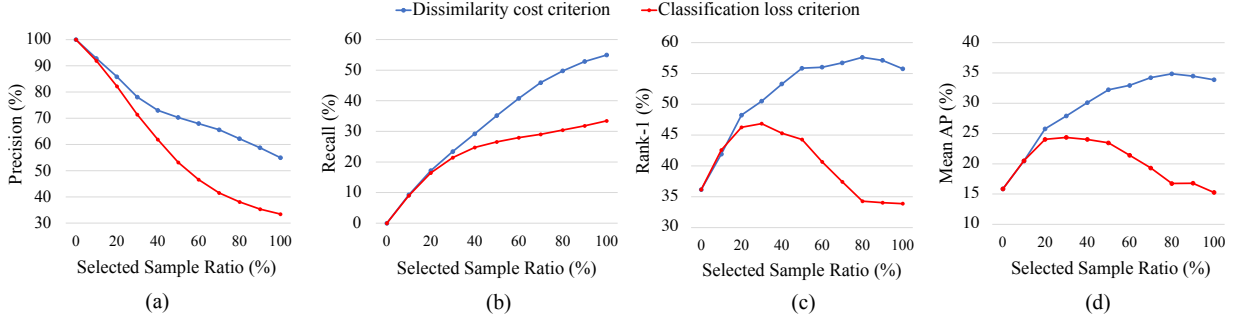 Dissimilarity cost criterion Classification loss criterion
100
90
80
70
60
50
40
30
Precision (%)
0 20 40 60 80 100
Selected Sample Ratio (%)
(a)
60
50
40
30
20
10
0
Recall (%)
0 20 40 60 80 100
Selected Sample Ratio (%)
(b)
60
55
50
45
40
35
30
Rank-1 (%)
0 20 40 60 80 100
Selected Sample Ratio (%)
(c)
40
35
30
25
20
15
10
Mean AP (%)
0 20 40 60 80 100
Selected Sample Ratio (%)
(d)